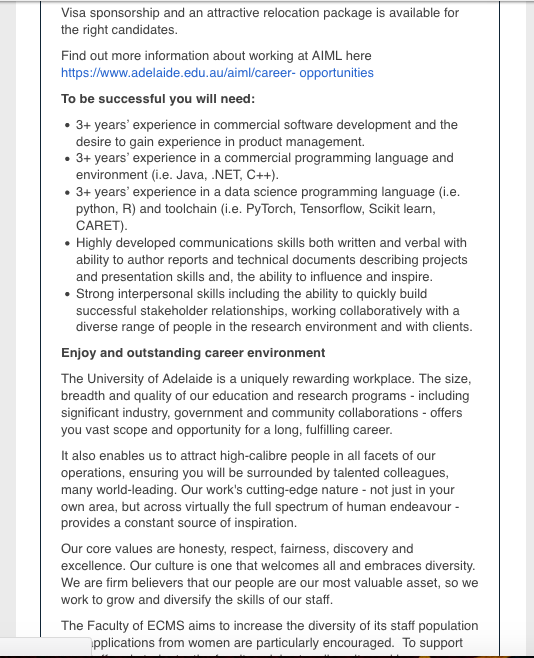 Visa sponsorship and an attractive relocation package is available for
the right candidates.
Find out more information about working at AIML here
https://www.adelaide.edu.au/aiml/career- opportunities
To be successful you will need:
• 3+ years' experience in commercial software development and the
desire to gain experience in product management.
• 3+ years' experience in a commercial programming language and
environment (i.e. Java, .NET, C++).
• 3+ years' experience in a data science programming language (i.e.
python, R) and toolchain (i.e. PyTorch, Tensorflow, Scikit learn,
CARET).
• Highly developed communications skills both written and verbal with
ability to author reports and technical documents describing projects
and presentation skills and, the ability to influence and inspire.
• Strong interpersonal skills including the ability to quickly build
successful stakeholder relationships, working collaboratively with a
diverse range of people in the research environment and with clients.
Enjoy and outstanding career environment
The University of Adelaide is a uniquely rewarding workplace. The size,
breadth and quality of our education and research programs - including
significant industry, government and community collaborations - offers
you vast scope and opportunity for a long, fulfilling career.
It also enables us to attract high-calibre people in all facets of our
operations, ensuring you will be surrounded by talented colleagues,
many world-leading. Our work's cutting-edge nature - not just in your
own area, but across virtually the full spectrum of human endeavour -
provides a constant source of inspiration.
Our core values are honesty, respect, fairness, discovery and
excellence. Our culture is one that welcomes all and embraces diversity.
We are firm believers that our people are our most valuable asset, so we
work to grow and diversify the skills of our staff.
The Faculty of ECMS aims to increase the diversity of its staff population
applications from women are particularly encouraged. To support